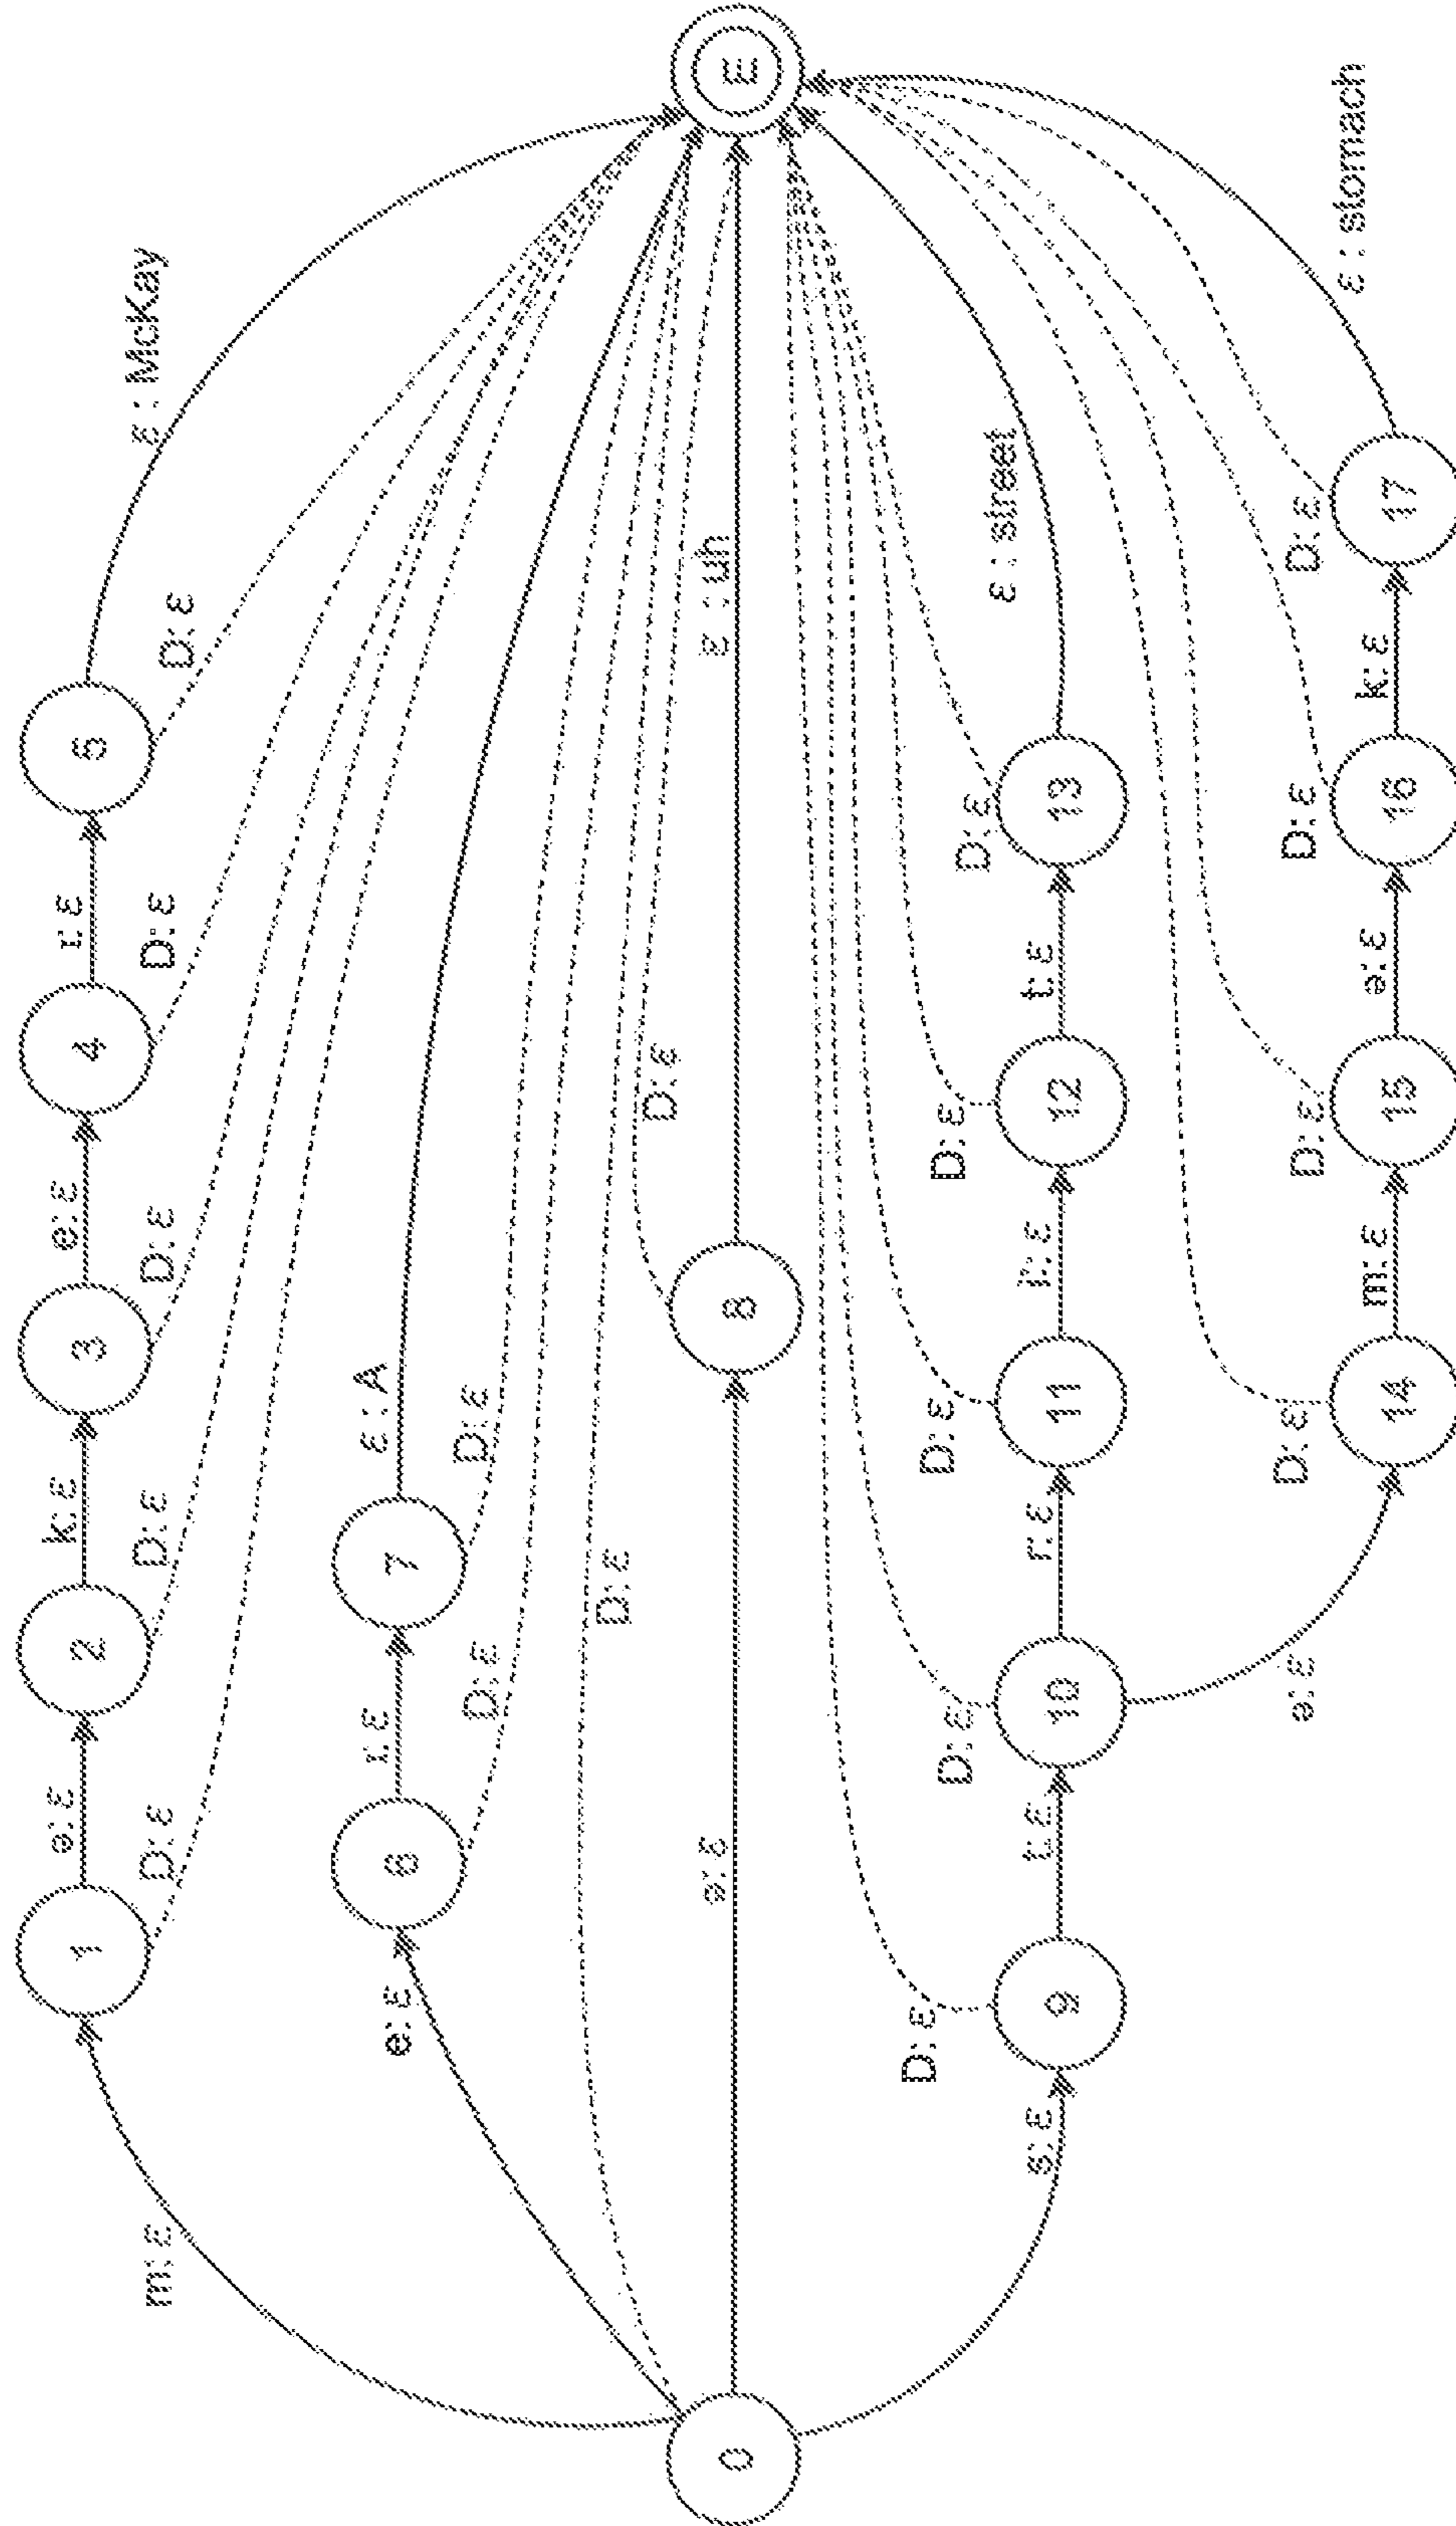 1
2
3
4
5
ə:ε
k:ε
e:ε
ɪ:ε
ε : McKay
m:ε
D:ε
D:ε
D:ε
D:ε
D:ε
e:ε
6
ɪ:ε
7
ε : A
D:ε
D:ε
D:ε
D:ε
0
ə:ε
8
ε : uh
E
D:ε
D:ε
D:ε
D:ε
D:ε
s:ε
9
t:ε
10
r:ε
11
i:ε
12
t:ε
13
ε : street
ə:ε
D:ε
D:ε
D:ε
D:ε
14
m:ε
15
ə:ε
16
k:ε
17
ε : stomach